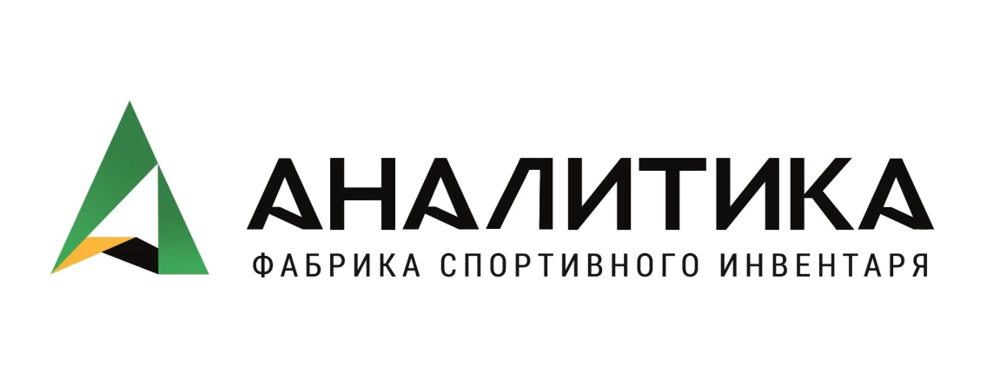 АНАЛИТИКА
ФАБРИКА СПОРТИВНОГО ИНВЕНТАРЯ